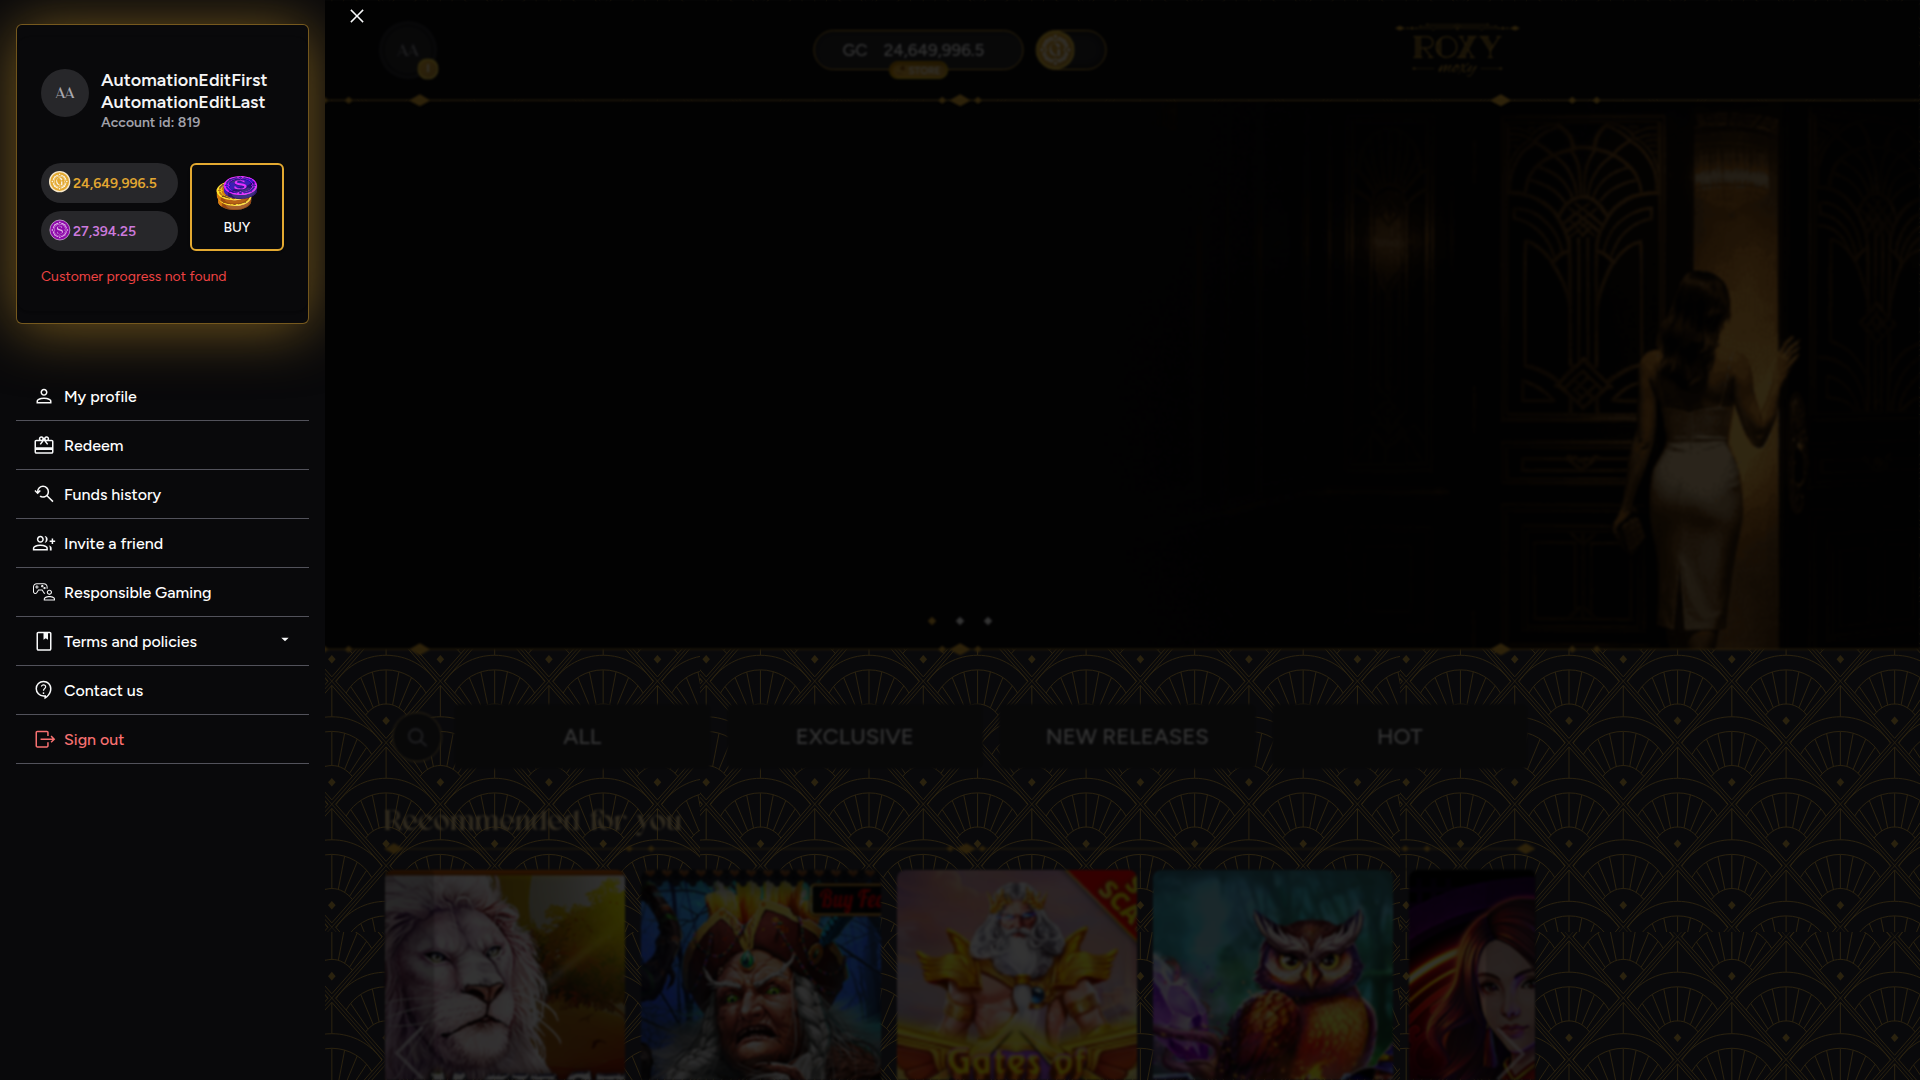 AA
AutomationEditFirst
AutomationEditLast
Account id: 819
24,649,996.5
27,394.25
BUY
Customer progress not found
My profile
Redeem
Funds history
Invite a friend
Responsible Gaming
Terms and policies
Contact us
Sign out
AA
GC 24,649,996.5
ROXY
moxy
ALL
EXCLUSIVE
NEW RELEASES
HOT
Recommended for you
Buy
Gates of